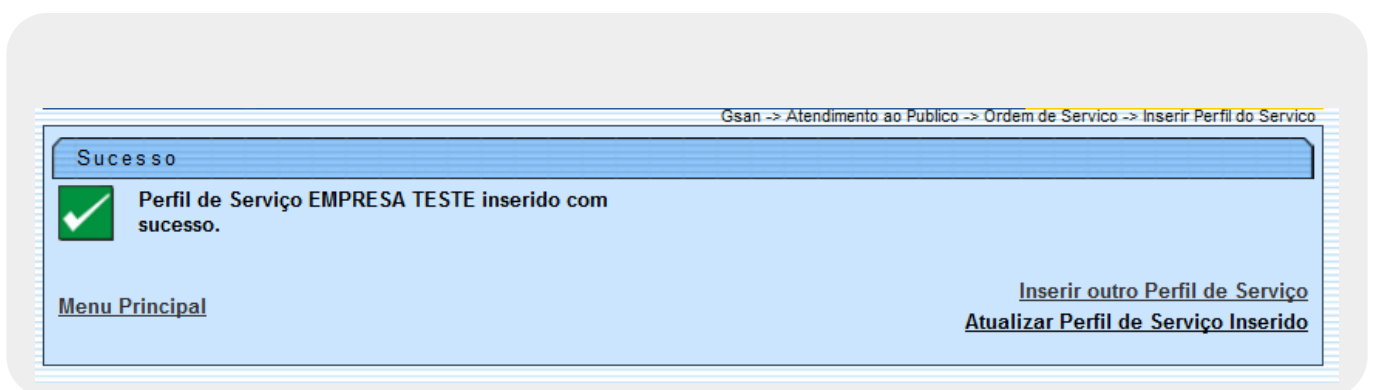 Gsan -> Atendimento ao Publico -> Ordem de Servico -> Inserir Perfil do Servico
Sucesso
Perfil de Serviço EMPRESA TESTE inserido com
sucesso.
Inserir outro Perfil de Serviço
Menu Principal
Atualizar Perfil de Serviço Inserido